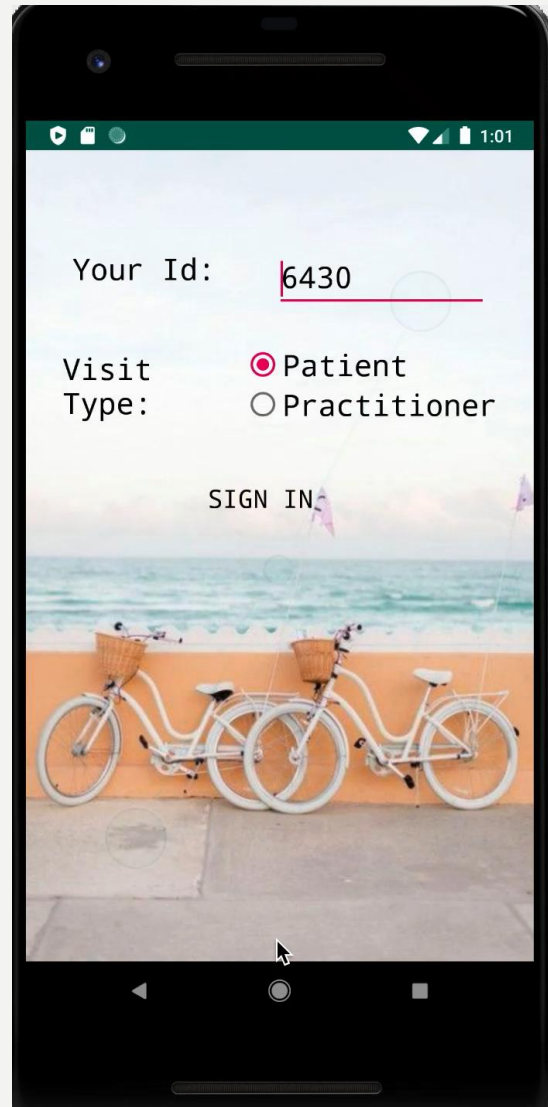 1:01
Your Id:
6430
Visit
Type:
Patient
Practitioner
SIGN IN